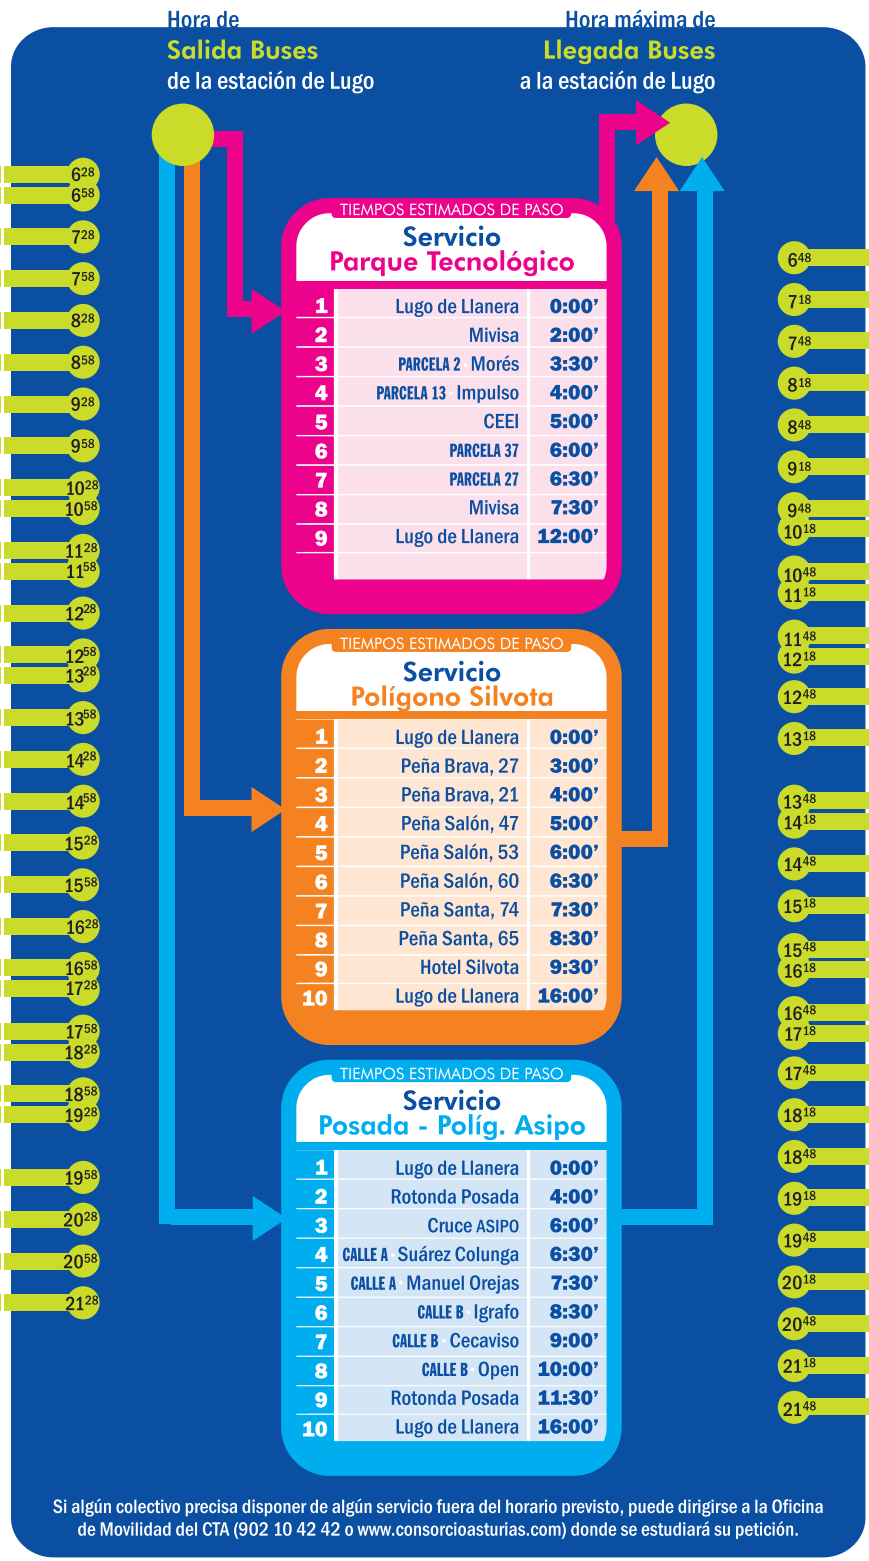 Hora de
Salida Buses
de la estación de Lugo
Hora máxima de
Llegada Buses
a la estación de Lugo
6 28
6 58
7 28
7 58
8 28
8 58
9 28
9 58
10 28
10 58
11 28
11 58
12 28
12 58
13 28
13 58
14 28
14 58
15 28
15 58
16 28
16 58
17 28
17 58
18 28
18 58
19 28
19 58
20 28
20 58
21 28
TIEMPOS ESTIMADOS DE PASO
Servicio
Parque Tecnológico
1 Lugo de Llanera 0:00’
2 Mivisa 2:00’
3 PARCELA 2 · Morés 3:30’
4 PARCELA 13 · Impulso 4:00’
5 CEEI 5:00’
6 PARCELA 37 6:00’
7 PARCELA 27 6:30’
8 Mivisa 7:30’
9 Lugo de Llanera 12:00’
TIEMPOS ESTIMADOS DE PASO
Servicio
Polígono Silvota
1 Lugo de Llanera 0:00’
2 Peña Brava, 27 3:00’
3 Peña Brava, 21 4:00’
4 Peña Salón, 47 5:00’
5 Peña Salón, 53 6:00’
6 Peña Salón, 60 6:30’
7 Peña Santa, 74 7:30’
8 Peña Santa, 65 8:30’
9 Hotel Silvota 9:30’
10 Lugo de Llanera 16:00’
TIEMPOS ESTIMADOS DE PASO
Servicio
Posada - Políg. Asipo
1 Lugo de Llanera 0:00’
2 Rotonda Posada 4:00’
3 Cruce ASIPO 6:00’
4 CALLE A · Suárez Colunga 6:30’
5 CALLE A · Manuel Orejas 7:30’
6 CALLE B · Igrafo 8:30’
7 CALLE B · Cecaviso 9:00’
8 CALLE B · Open 10:00’
9 Rotonda Posada 11:30’
10 Lugo de Llanera 16:00’
6 48
7 18
7 48
8 18
8 48
9 18
9 48
10 18
10 48
11 18
11 48
12 18
12 48
13 18
13 48
14 18
14 48
15 18
15 48
16 18
16 48
17 18
17 48
18 18
18 48
19 18
19 48
20 18
20 48
21 18
21 48
Si algún colectivo precisa disponer de algún servicio fuera del horario previsto, puede dirigirse a la Oficina
de Movilidad del CTA (902 10 42 42 o www.consorcioasturias.com) donde se estudiará su petición.